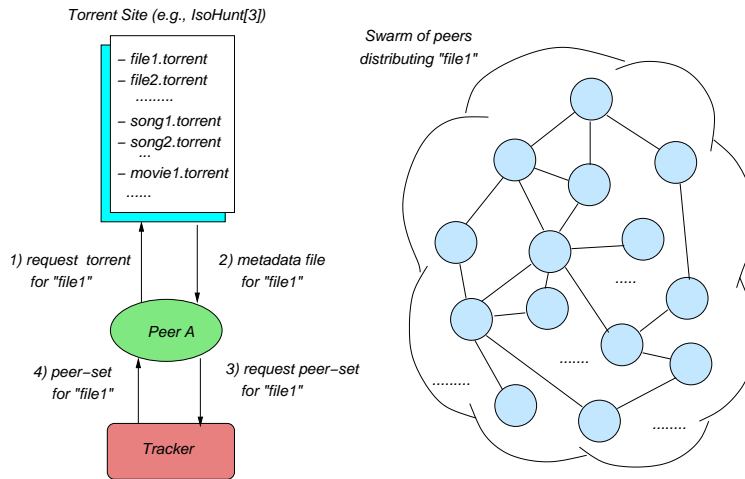 Torrent Site (e.g., IsoHunt[3])
– file1.torrent
– file2.torrent
.........
– song1.torrent
– song2.torrent
...
– movie1.torrent
......
1) request torrent
for "file1"
2) metadata file
for "file1"
Peer A
4) peer–set
for "file1"
3) request peer–set
for "file1"
Tracker
Swarm of peers
distributing "file1"
.....
.......
.........
........